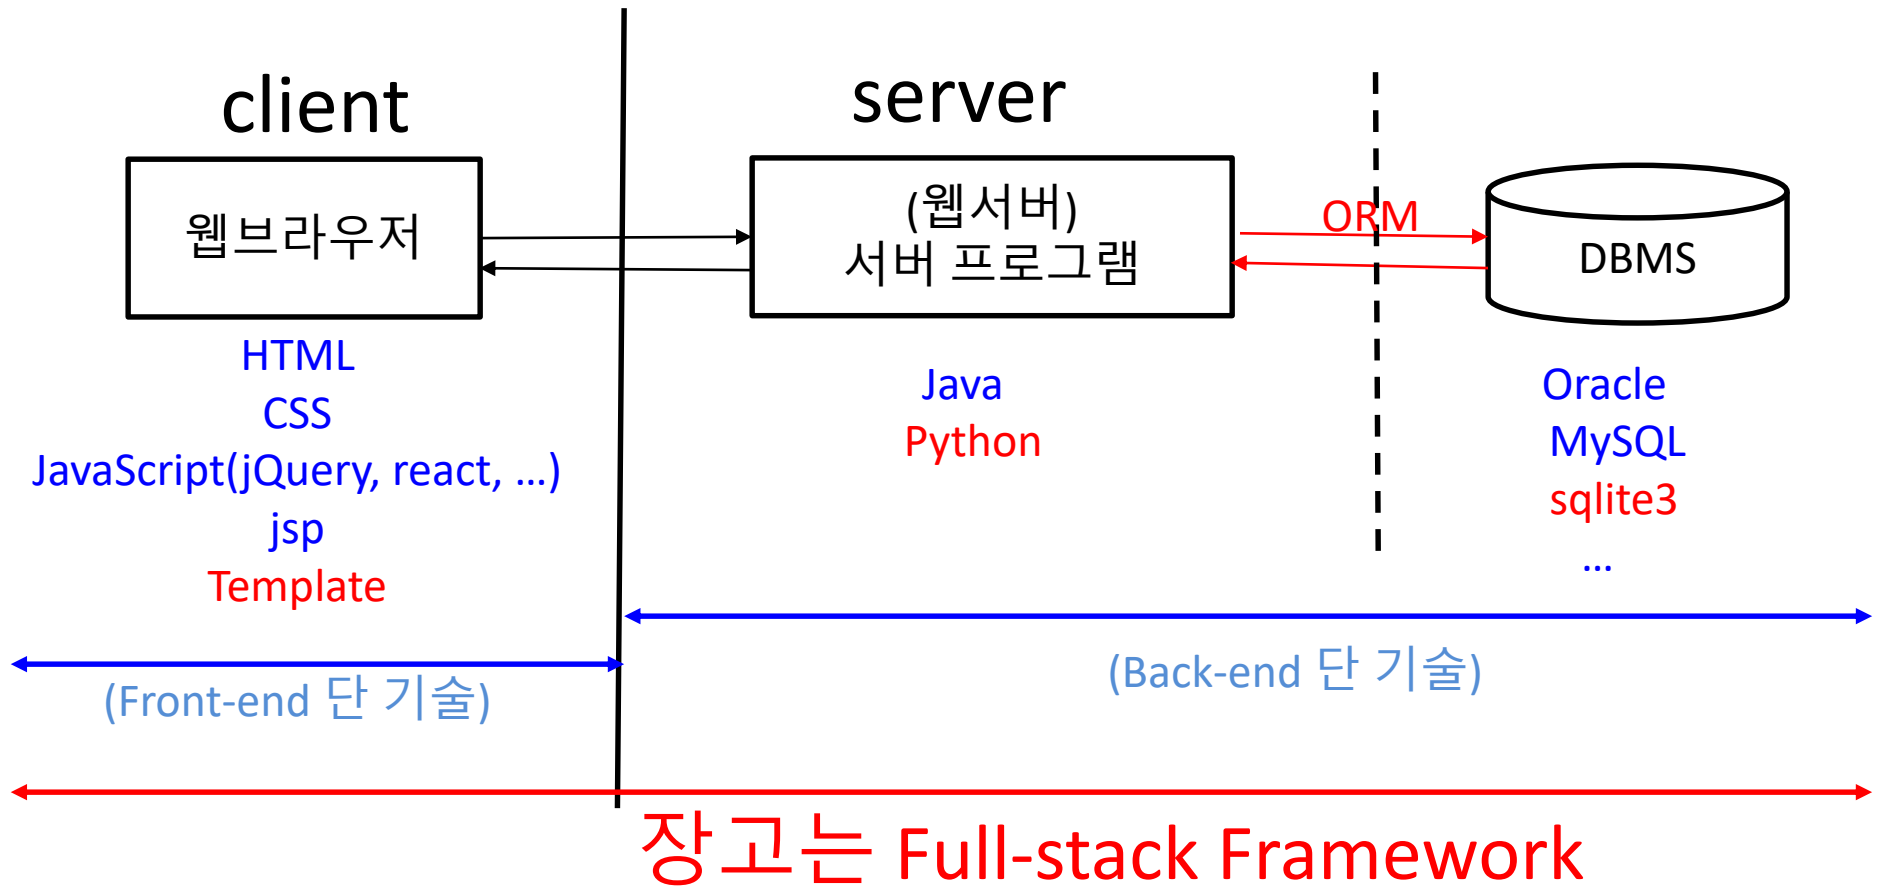 client
웹브라우저
HTML
CSS
JavaScript(jQuery, react, ...)
jsp
Template
(Front-end 단 기술)
server
(웹서버)
서버 프로그램
Java
Python
ORM
DBMS
Oracle
MySQL
sqlite3
...
(Back-end 단 기술)
장고는 Full-stack Framework